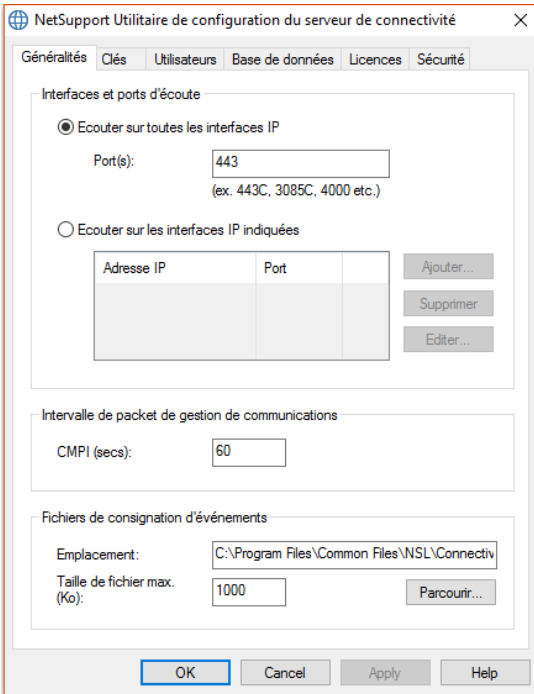 NetSupport Utilitaire de configuration du serveur de connectivité
Généralités Clés Utilisateurs Base de données Licences Sécurité
Interfaces et ports d'écoute
Ecouter sur toutes les interfaces IP
Port(s): 443
(ex. 443C, 3085C, 4000 etc.)
Ecouter sur les interfaces IP indiquées
Adresse IP Port
Ajouter...
Supprimer
Editer...
Intervalle de packet de gestion de communications
CMPI (secs): 60
Fichiers de consignation d'événements
Emplacement: C:\Program Files\Common Files\NSL\Connectiv
Taille de fichier max.
(Ko): 1000 Parcourir...
OK Cancel Apply Help